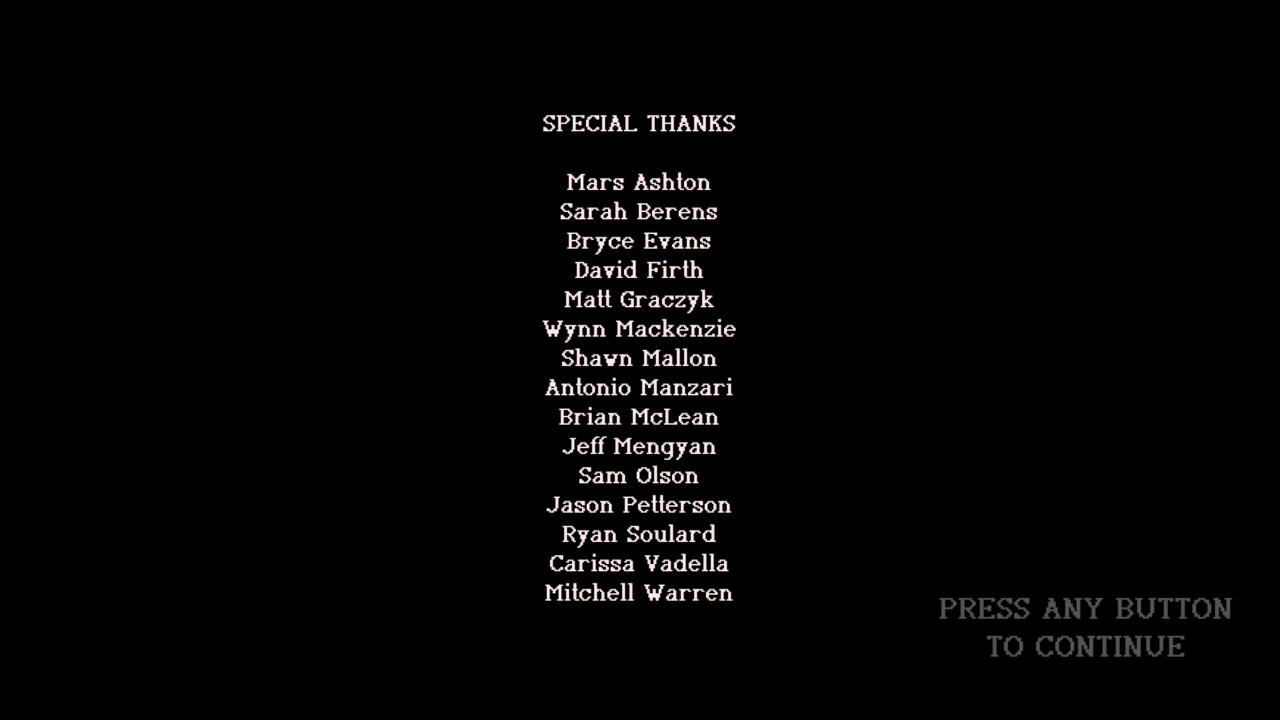 SPECIAL THANKS
Mars Ashton
Sarah Berens
Bryce Evans
David Firth
Matt Graczyk
Wynn Mackenzie
Shawn Mallon
Antonio Manzari
Brian McLean
Jeff Mengyan
Sam Olson
Jason Petterson
Ryan Soulard
Carissa Vadella
Mitchell Warren
PRESS ANY BUTTON
TO CONTINUE